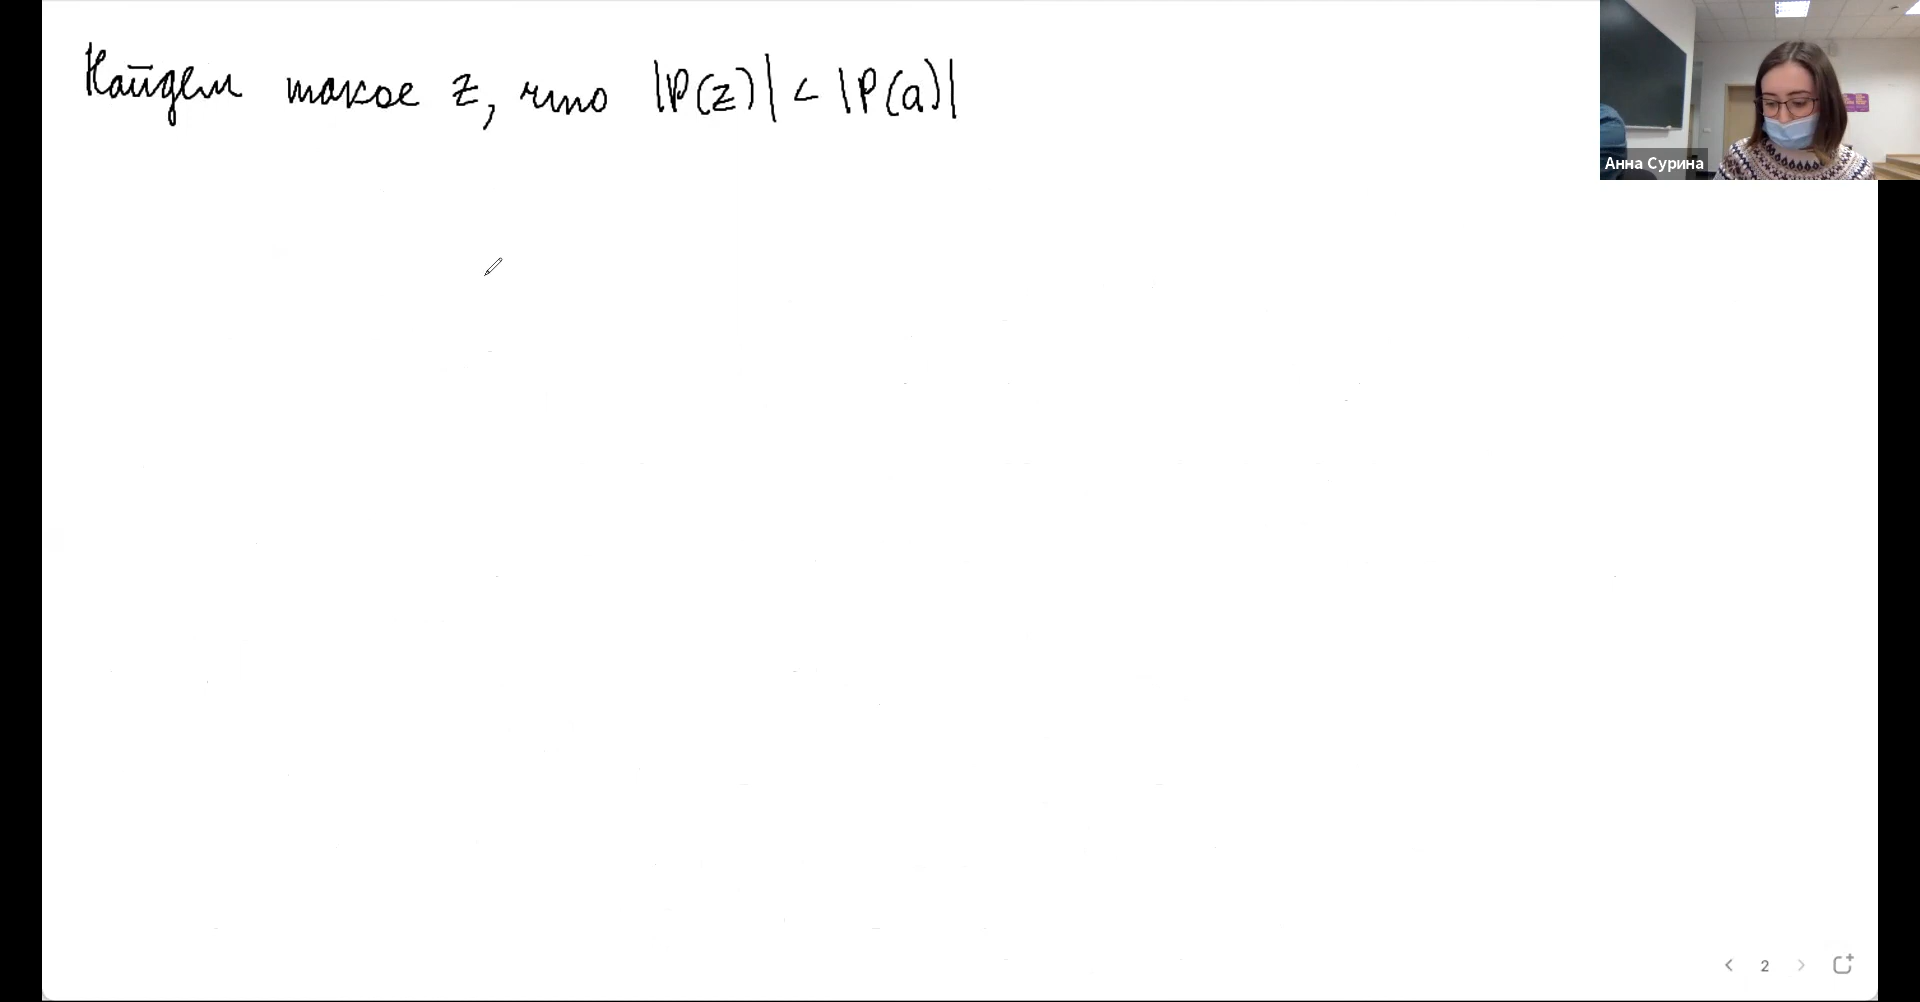 Найдем такое z, что |P(z)| < |P(a)|
Анна Сурина
2